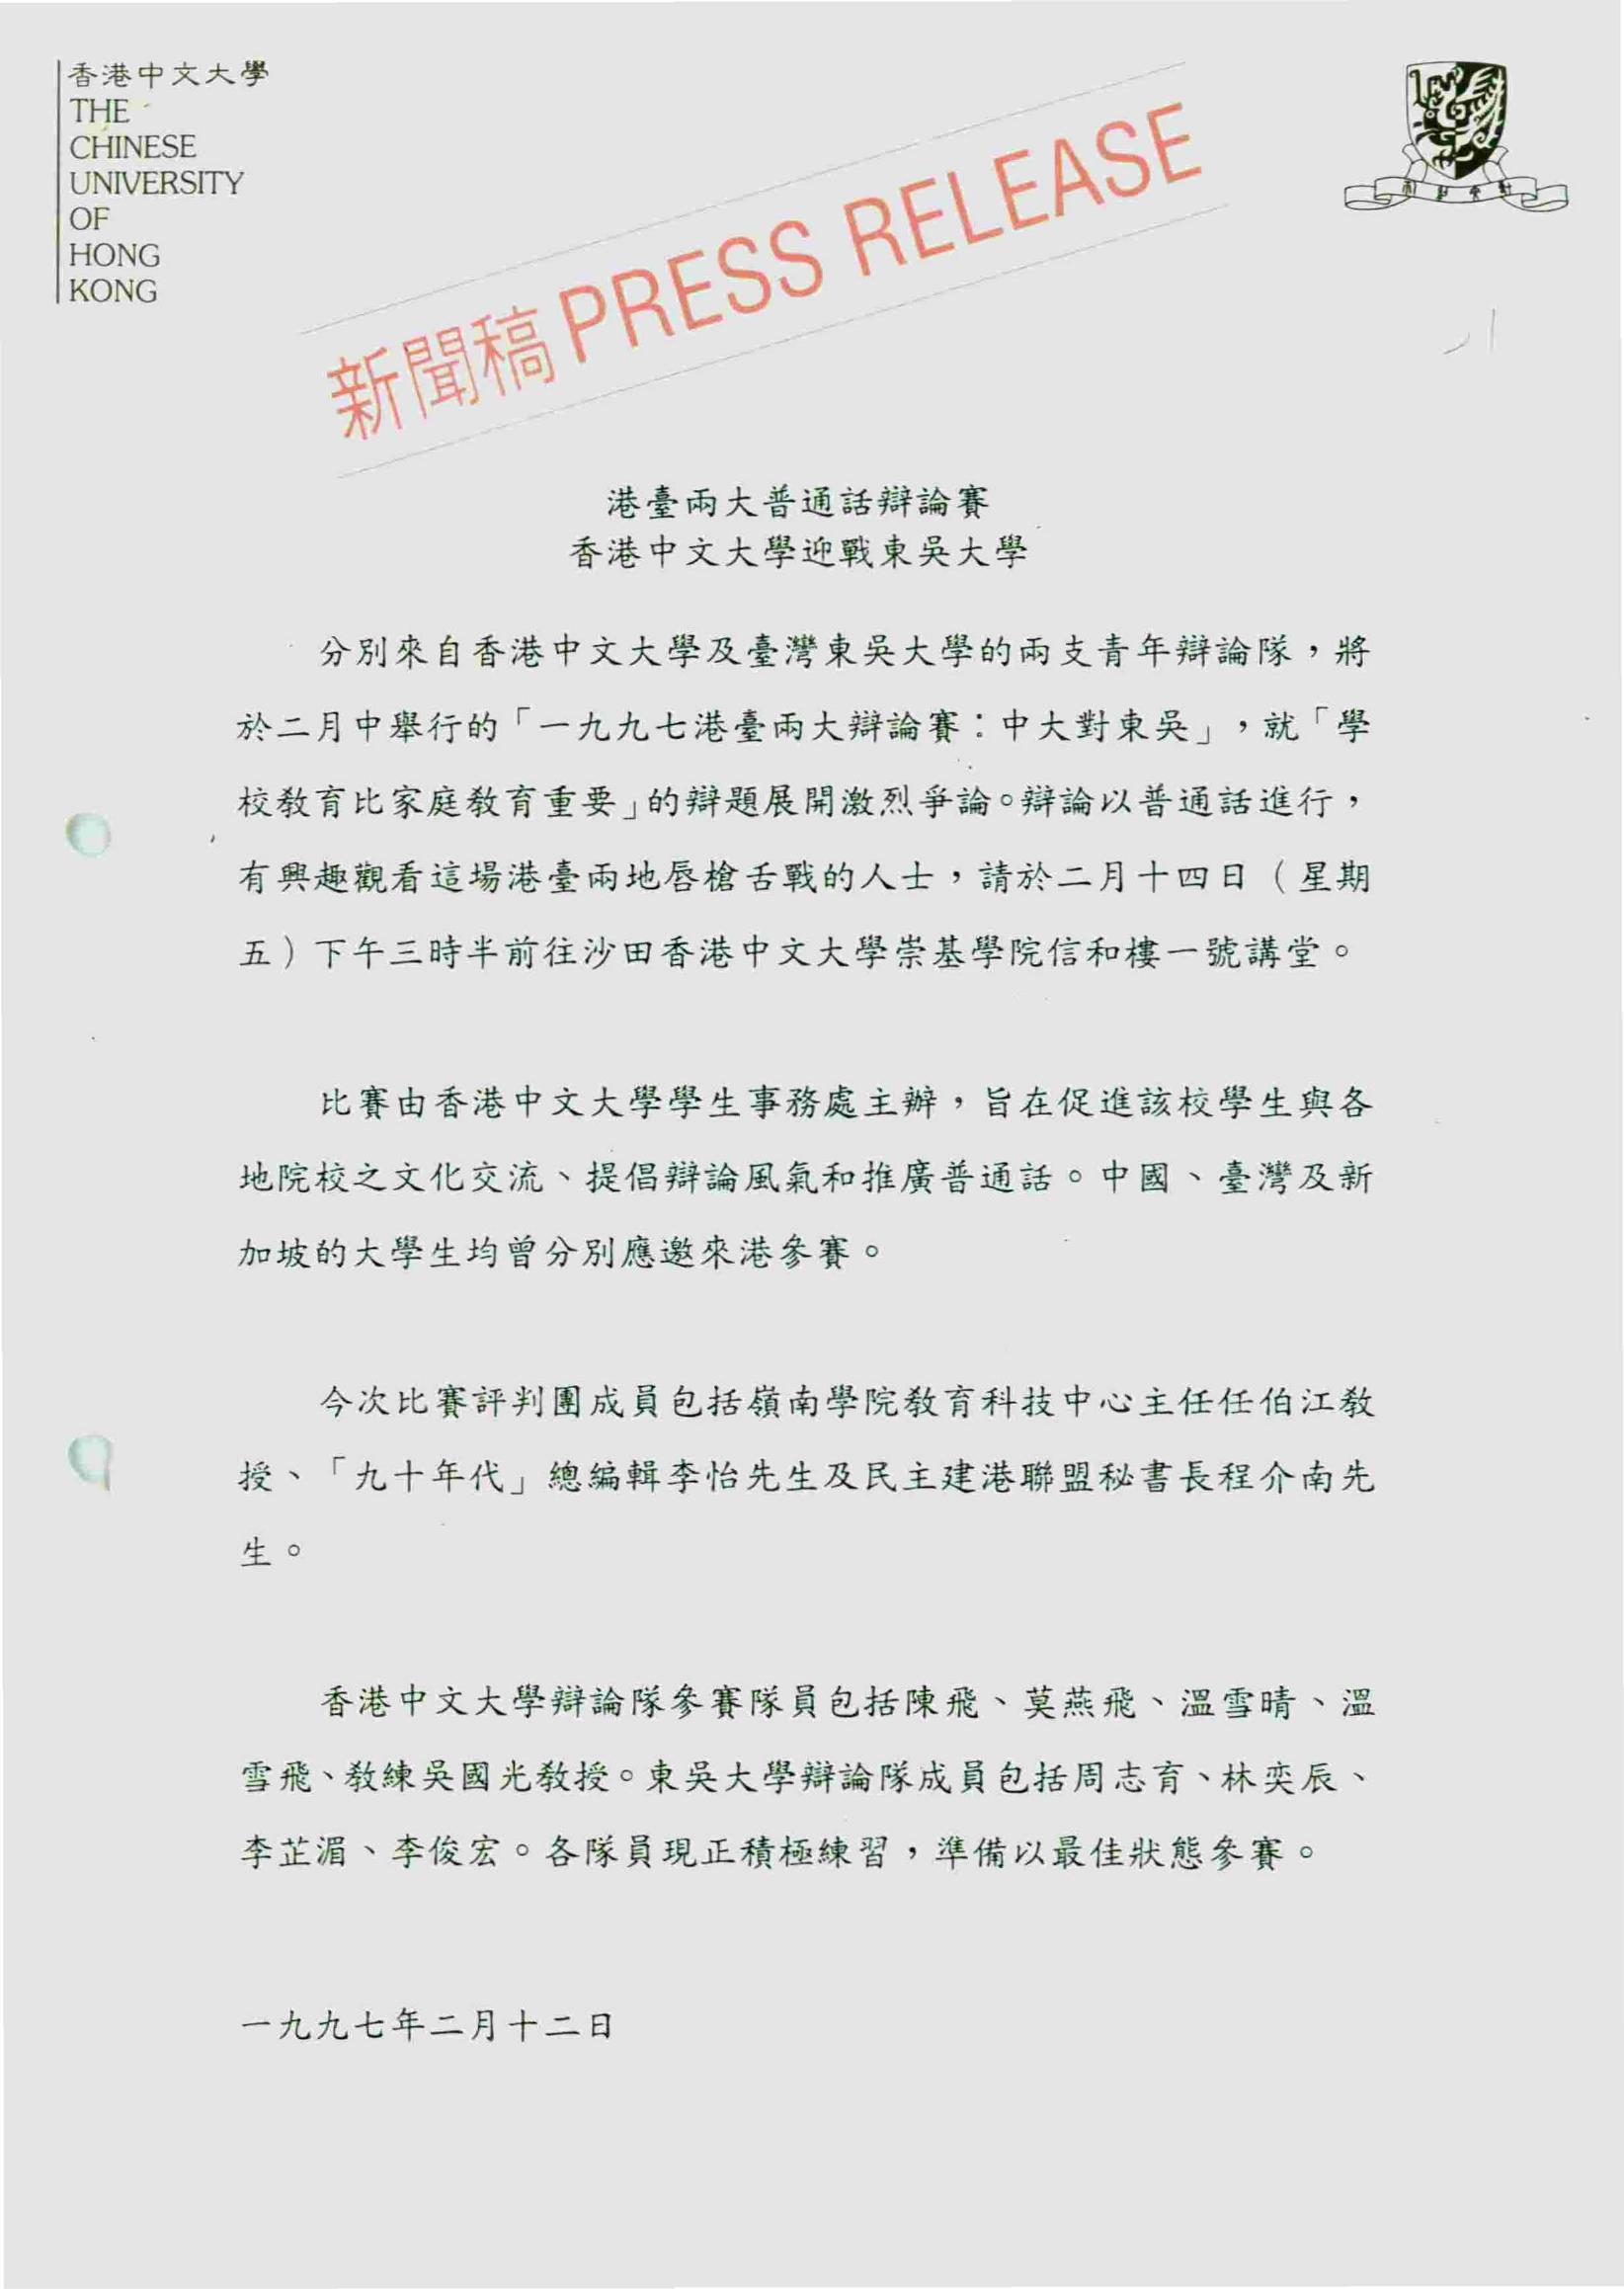 香港中文大學
THE
CHINESE
UNIVERSITY
OF
HONG
KONG
新聞稿 PRESS RELEASE
港臺兩大普通話辯論賽
香港中文大學迎戰東吳大學
分別來自香港中文大學及臺灣東吳大學的兩支青年辯論隊，將
於二月中舉行的「一九九七港臺兩大辯論賽：中大對東吳」，就「學
校教育比家庭教育重要」的辯題展開激烈爭論。辯論以普通話進行，
有興趣觀看這場港臺兩地唇槍舌戰的人士，請於二月十四日（星期
五）下午三時半前往沙田香港中文大學崇基學院信和樓一號講堂。
比賽由香港中文大學學生事務處主辦，旨在促進該校學生與各
地院校之文化交流、提倡辯論風氣和推廣普通話。中國、臺灣及新
加坡的大學生均曾分別應邀來港參賽。
今次比賽評判團成員包括嶺南學院教育科技中心主任任伯江教
授、「九十年代」總編輯李怡先生及民主建港聯盟秘書長程介南先
生。
香港中文大學辯論隊參賽隊員包括陳飛、莫燕飛、溫雪晴、溫
雪飛、教練吳國光教授。東吳大學辯論隊成員包括周志育、林奕辰、
李芷湄、李俊宏。各隊員現正積極練習，準備以最佳狀態參賽。
一九九七年二月十二日